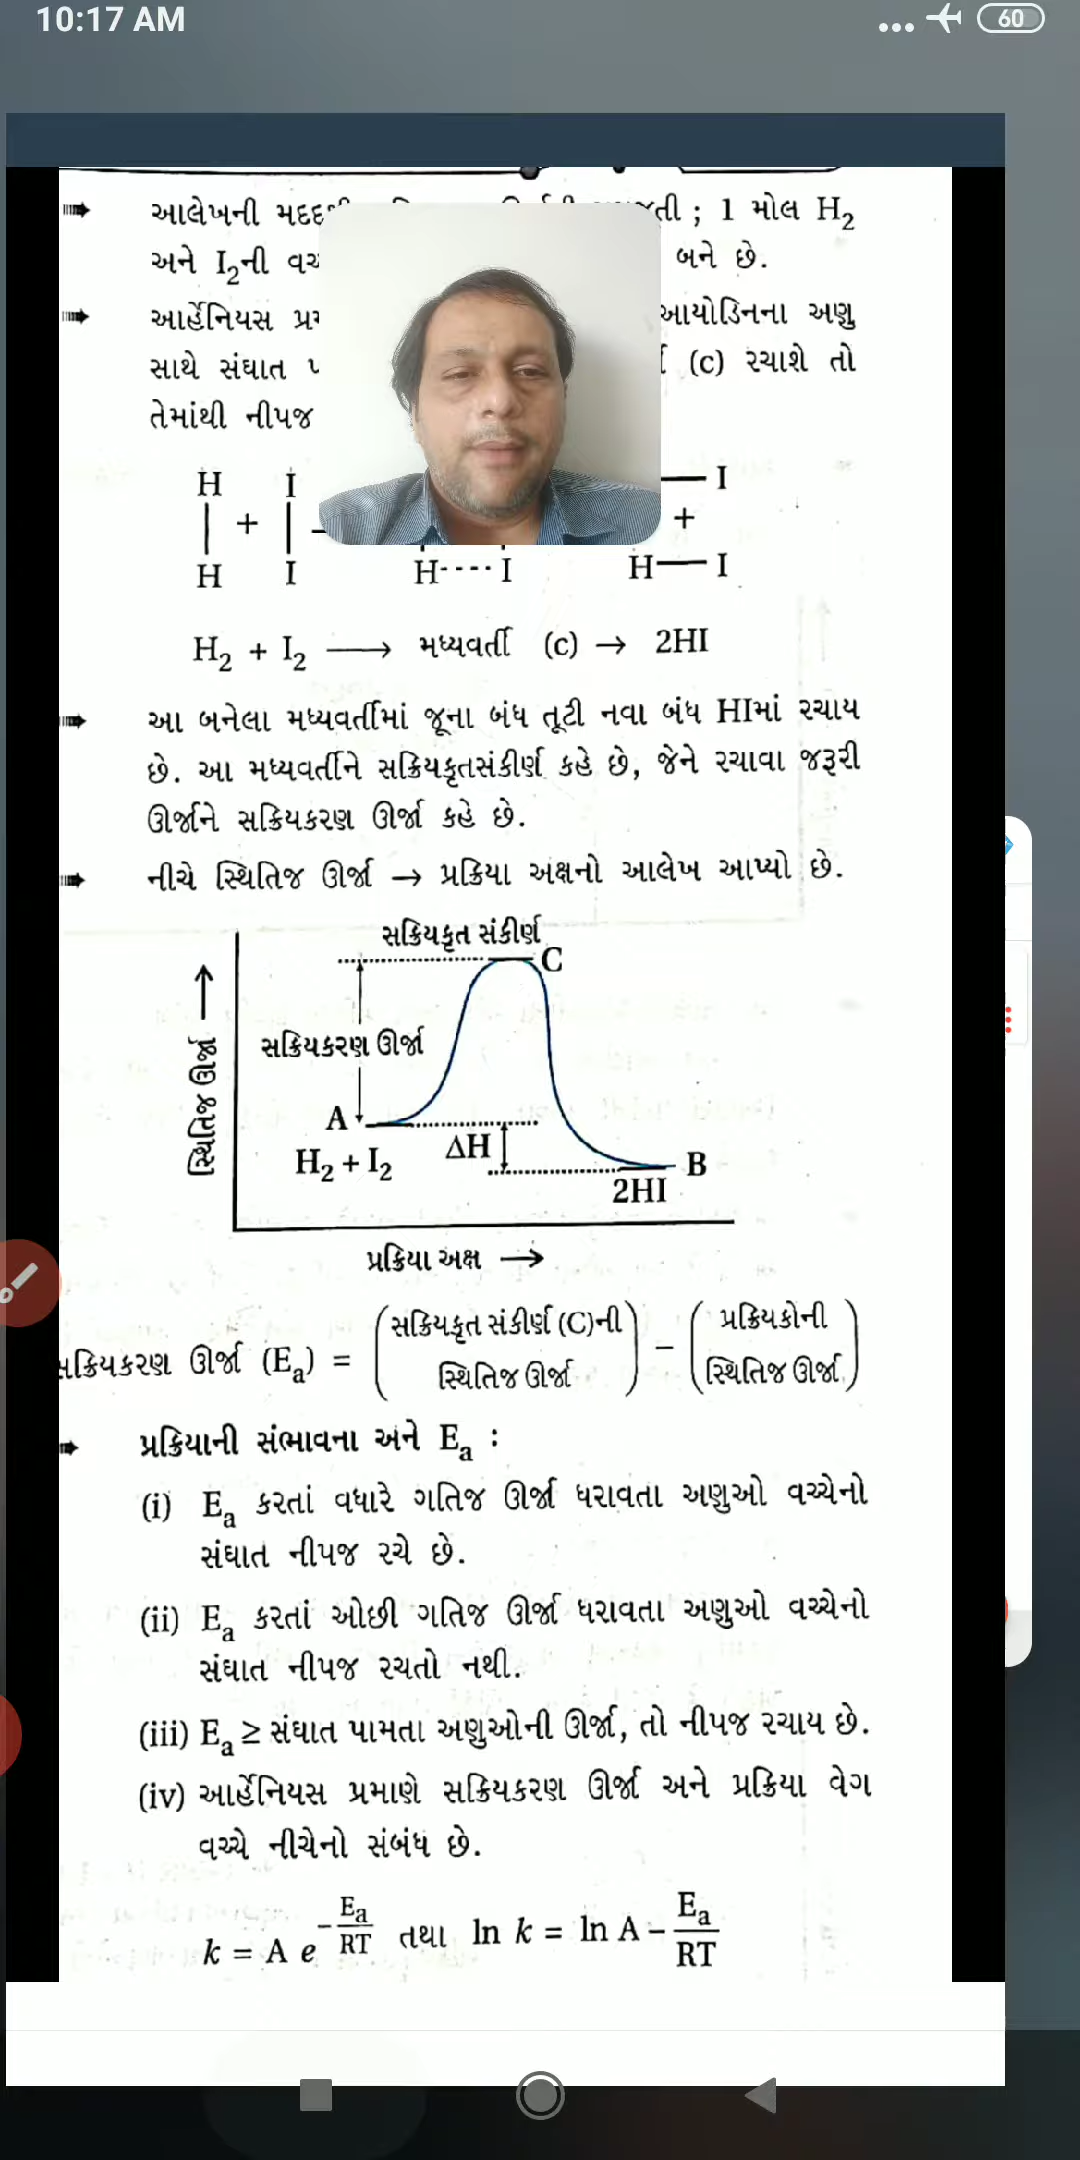 10:17 AM
60
આલેખની 1 મોલ H₂
અને I₂ની બને છે.
આર્હેનિયસ આયોડિનના અણુ
સાથે સંઘાત (c) રચાશે તો
તેમાંથી નીપજ
H I — I
+ +
H I H----I H—I
H₂ + I₂ ⟶ મધ્યવર્તી (c) → 2HI
આ બનેલા મધ્યવર્તીમાં જૂના બંધ તૂટી નવા બંધ HIમાં રચાય
છે. આ મધ્યવર્તીને સક્રિયકૃતસંકીર્ણ કહે છે, જેને રચાવા જરૂરી
ઊર્જાને સક્રિયકરણ ઊર્જા કહે છે.
નીચે સ્થિતિજ ઊર્જા → પ્રક્રિયા અક્ષનો આલેખ આપ્યો છે.
સક્રિયકૃત સંકીર્ણ
C
સ્થિતિજ ઊર્જા →
સક્રિયકરણ ઊર્જા
A
H₂ + I₂
ΔH
B
2HI
પ્રક્રિયા અક્ષ →
સક્રિયકરણ ઊર્જા (Eₐ) = (સક્રિયકૃત સંકીર્ણ (C)ની સ્થિતિજ ઊર્જા) − (પ્રક્રિયકોની સ્થિતિજ ઊર્જા)
પ્રક્રિયાની સંભાવના અને Eₐ :
(i) Eₐ કરતાં વધારે ગતિજ ઊર્જા ધરાવતા અણુઓ વચ્ચેનો
સંઘાત નીપજ રચે છે.
(ii) Eₐ કરતાં ઓછી ગતિજ ઊર્જા ધરાવતા અણુઓ વચ્ચેનો
સંઘાત નીપજ રચતો નથી.
(iii) Eₐ ≥ સંઘાત પામતા અણુઓની ઊર્જા, તો નીપજ રચાય છે.
(iv) આર્હેનિયસ પ્રમાણે સક્રિયકરણ ઊર્જા અને પ્રક્રિયા વેગ
વચ્ચે નીચેનો સંબંધ છે.
k = A e^(−Eₐ/RT) તથા ln k = ln A − Eₐ/RT